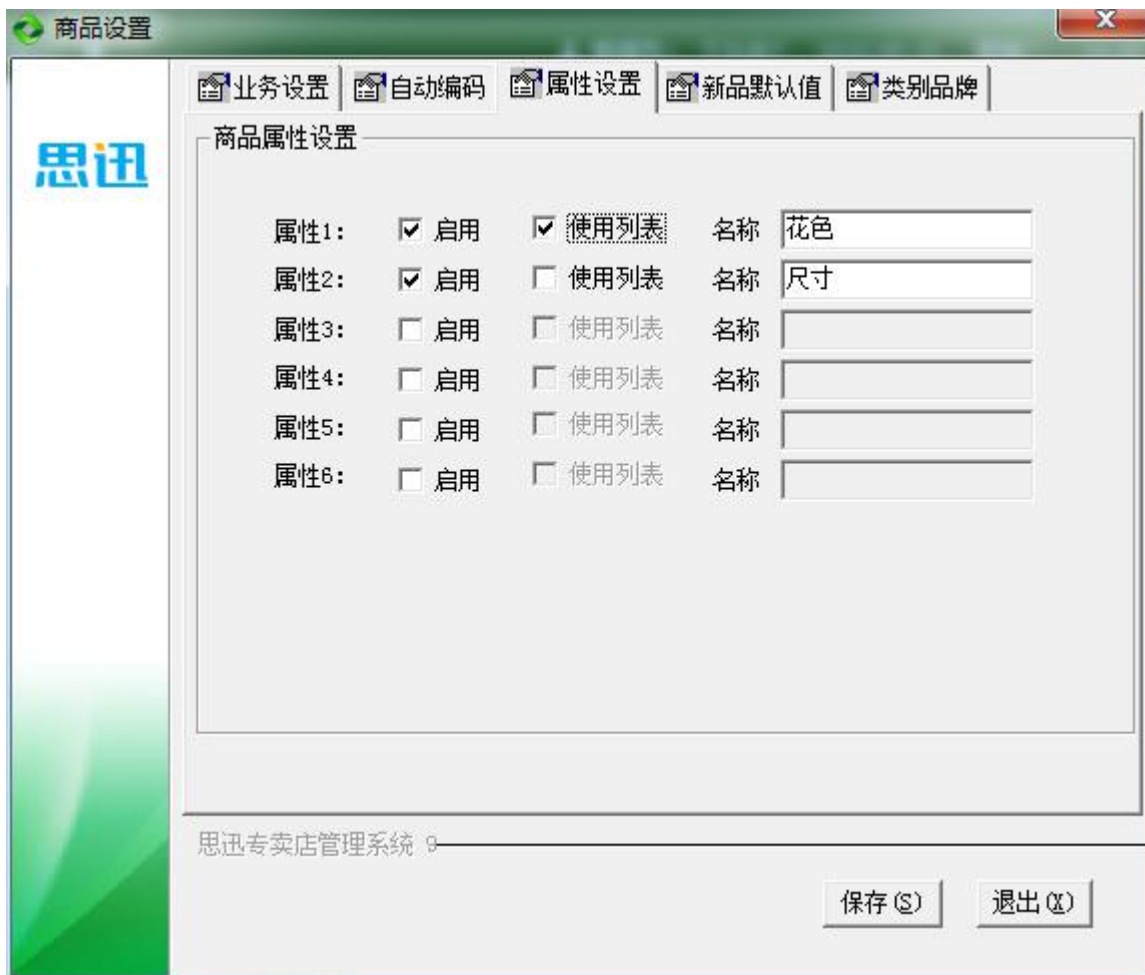 商品设置
业务设置 自动编码 属性设置 新品默认值 类别品牌
思迅
商品属性设置
属性1: 启用 使用列表 名称 花色
属性2: 启用 使用列表 名称 尺寸
属性3: 启用 使用列表 名称
属性4: 启用 使用列表 名称
属性5: 启用 使用列表 名称
属性6: 启用 使用列表 名称
思迅专卖店管理系统 9
保存(S) 退出(X)